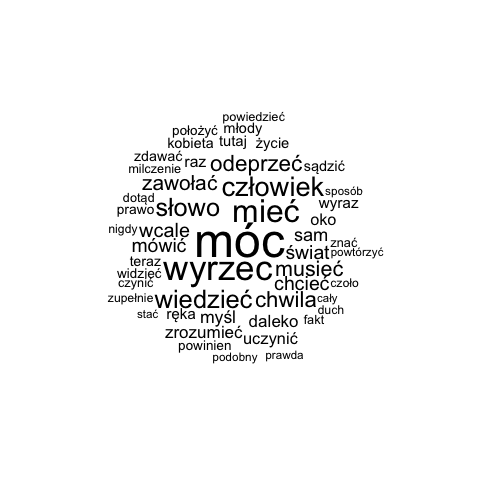 powiedzieć
położyć młody
kobieta tutaj życie
zdawać raz odeprzeć sądzić
milczenie
zawołać człowiek sposób
dotąd słowo mieć wyraz
prawo oko
nigdy wcale móc sam znać
mówić świat powtórzyć
teraz wyrzec musieć
widzieć
czynić chcieć czoło
zupełnie wiedzieć chwila cały
stać ręka myśl daleko fakt duch
zrozumieć uczynić
powinien
podobny prawda